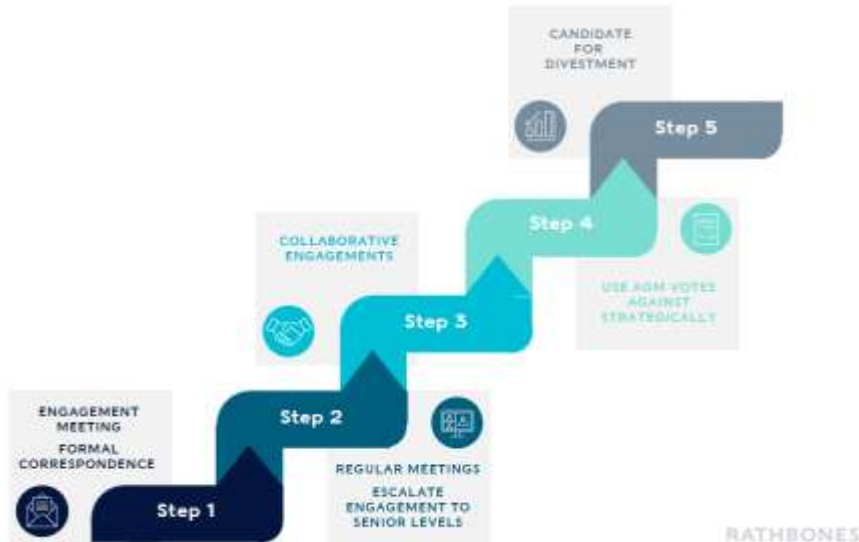 CANDIDATE
FOR
DIVESTMENT
Step 5
Step 4
USE AGM VOTES
AGAINST
STRATEGICALLY
COLLABORATIVE
ENGAGEMENTS
Step 3
Step 2
REGULAR MEETINGS
ESCALATE
ENGAGEMENT TO
SENIOR LEVELS
ENGAGEMENT
MEETING
FORMAL
CORRESPONDENCE
Step 1
RATHBONES